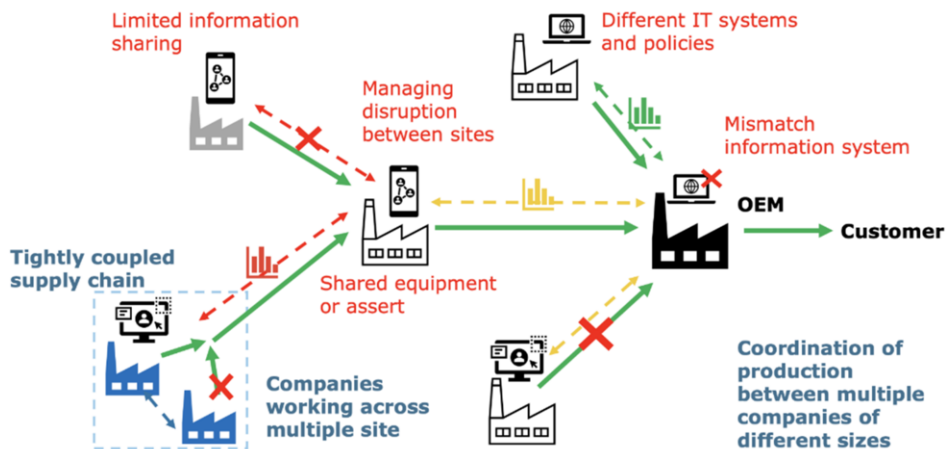 Limited information
sharing
Different IT systems
and policies
Managing
disruption
between sites
Mismatch
information system
OEM
Customer
Tightly coupled
supply chain
Shared equipment
or assert
Companies
working across
multiple site
Coordination of
production
between multiple
companies of
different sizes